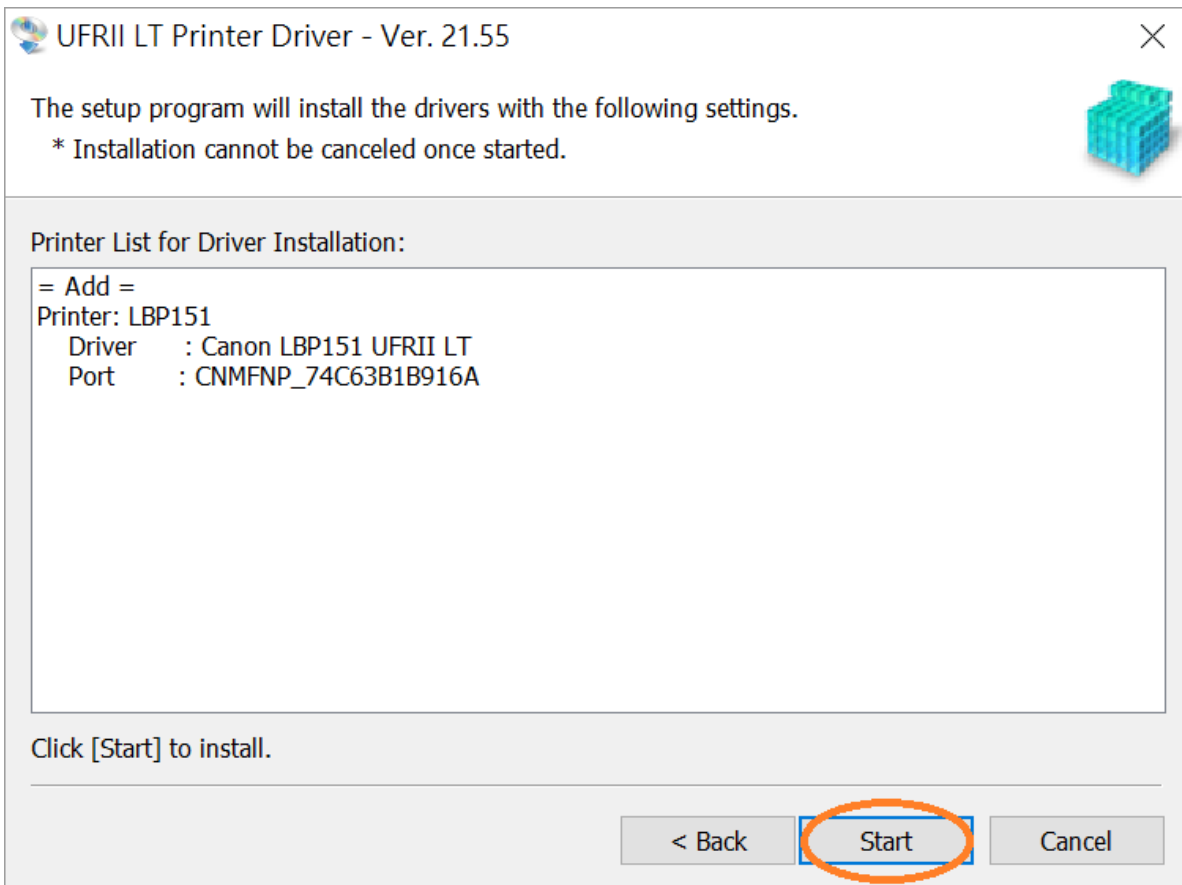 UFRII LT Printer Driver - Ver. 21.55
The setup program will install the drivers with the following settings.
* Installation cannot be canceled once started.
Printer List for Driver Installation:
= Add =
Printer: LBP151
Driver : Canon LBP151 UFRII LT
Port : CNMFNP_74C63B1B916A
Click [Start] to install.
< Back Start Cancel